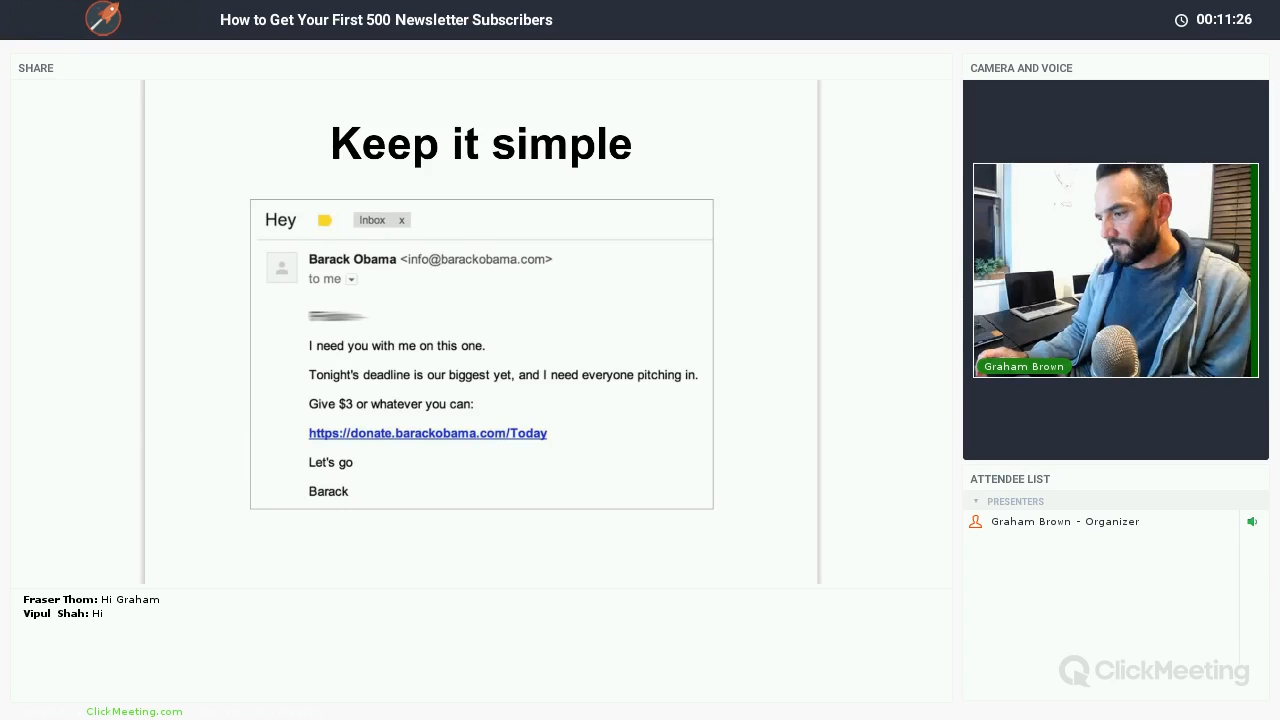 How to Get Your First 500 Newsletter Subscribers
00:11:26
SHARE
Keep it simple
Hey
Inbox x
Barack Obama <info@barackobama.com>
to me
I need you with me on this one.
Tonight's deadline is our biggest yet, and I need everyone pitching in.
Give $3 or whatever you can:
https://donate.barackobama.com/Today
Let's go
Barack
Fraser Thom: Hi Graham
Vipul Shah: Hi
CAMERA AND VOICE
Graham Brown
ATTENDEE LIST
PRESENTERS
Graham Brown - Organizer
ClickMeeting
ClickMeeting.com